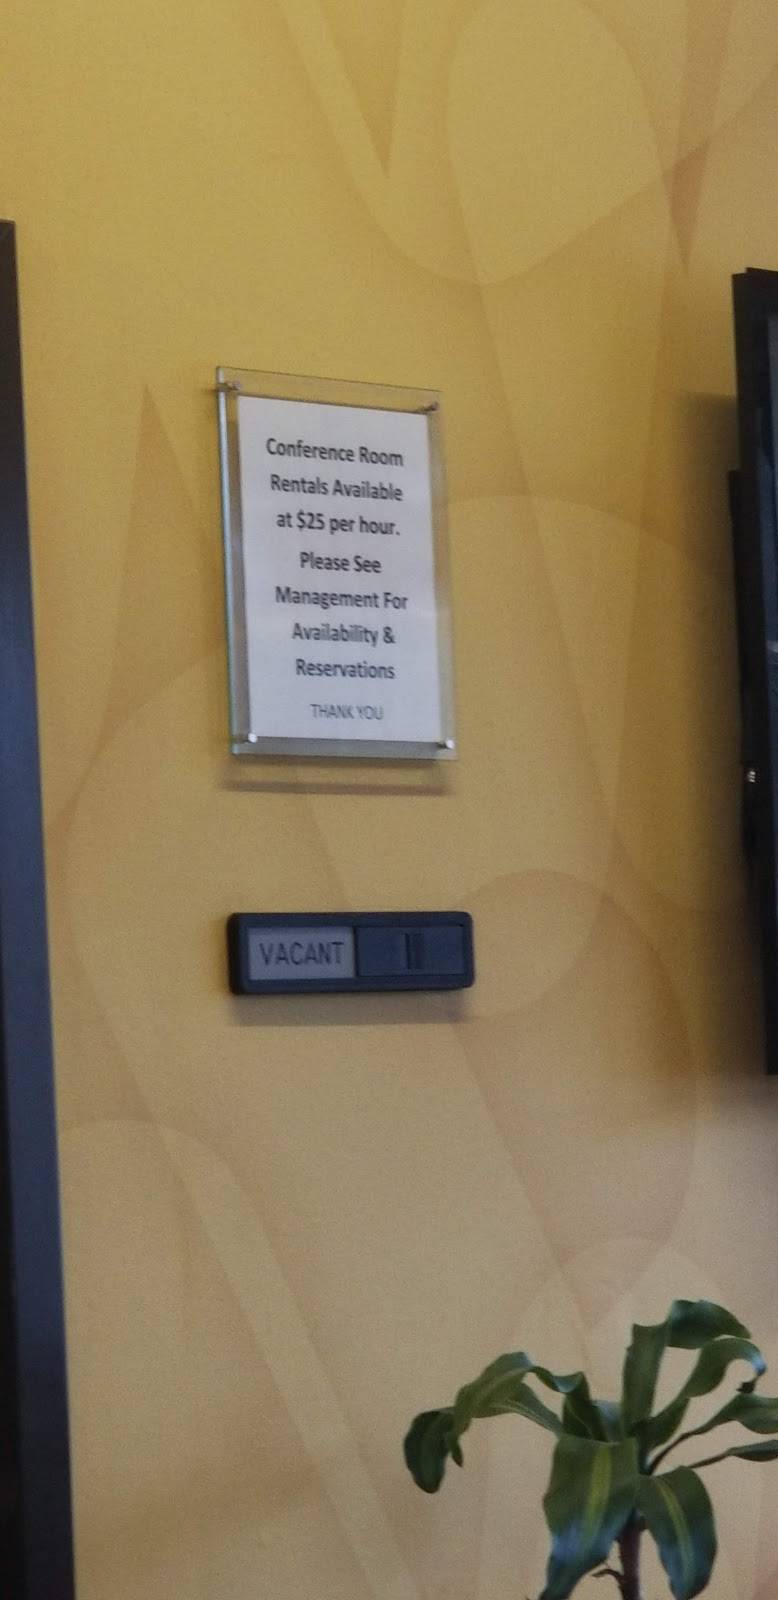 Conference Room
Rentals Available
at $25 per hour.
Please See
Management For
Availability &
Reservations
THANK YOU
VACANT